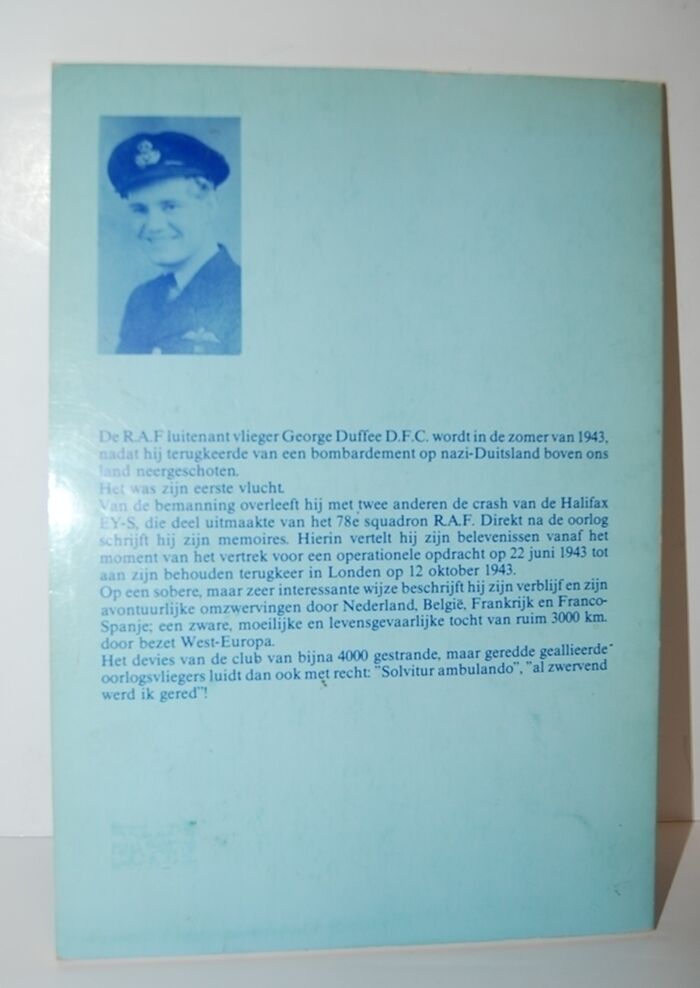 De R.A.F luitenant vlieger George Duffee D.F.C. wordt in de zomer van 1943,
nadat hij terugkeerde van een bombardement op nazi-Duitsland boven ons
land neergeschoten.
Het was zijn eerste vlucht.
Van de bemanning overleeft hij met twee anderen de crash van de Halifax
EY-S, die deel uitmaakte van het 78e squadron R.A.F. Direkt na de oorlog
schrijft hij zijn memoires. Hierin vertelt hij zijn belevenissen vanaf het
moment van het vertrek voor een operationele opdracht op 22 juni 1943 tot
aan zijn behouden terugkeer in Londen op 12 oktober 1943.
Op een sobere, maar zeer interessante wijze beschrijft hij zijn verblijf en zijn
avontuurlijke omzwervingen door Nederland, België, Frankrijk en Franco-
Spanje; een zware, moeilijke en levensgevaarlijke tocht van ruim 3000 km.
door bezet West-Europa.
Het devies van de club van bijna 4000 gestrande, maar geredde geallieerde
oorlogsvliegers luidt dan ook met recht: "Solvitur ambulando", "al zwervend
werd ik gered"!